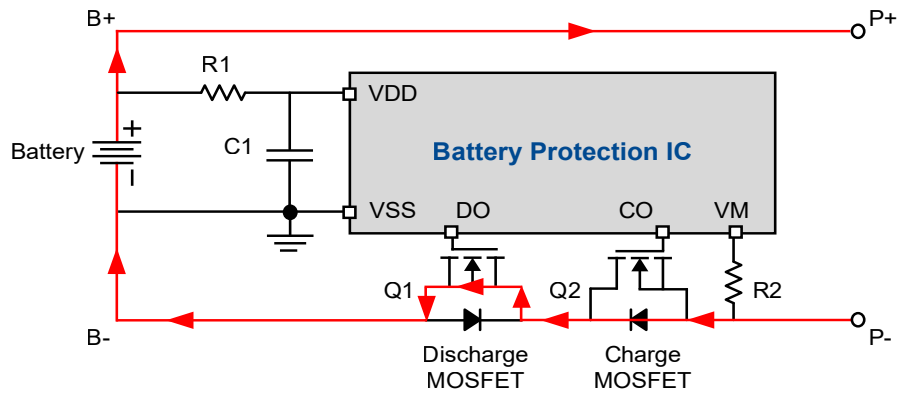 B+
P+
R1
VDD
Battery
+
C1
Battery Protection IC
–
VSS
DO
CO
VM
Q1
Q2
R2
B-
P-
Discharge
MOSFET
Charge
MOSFET